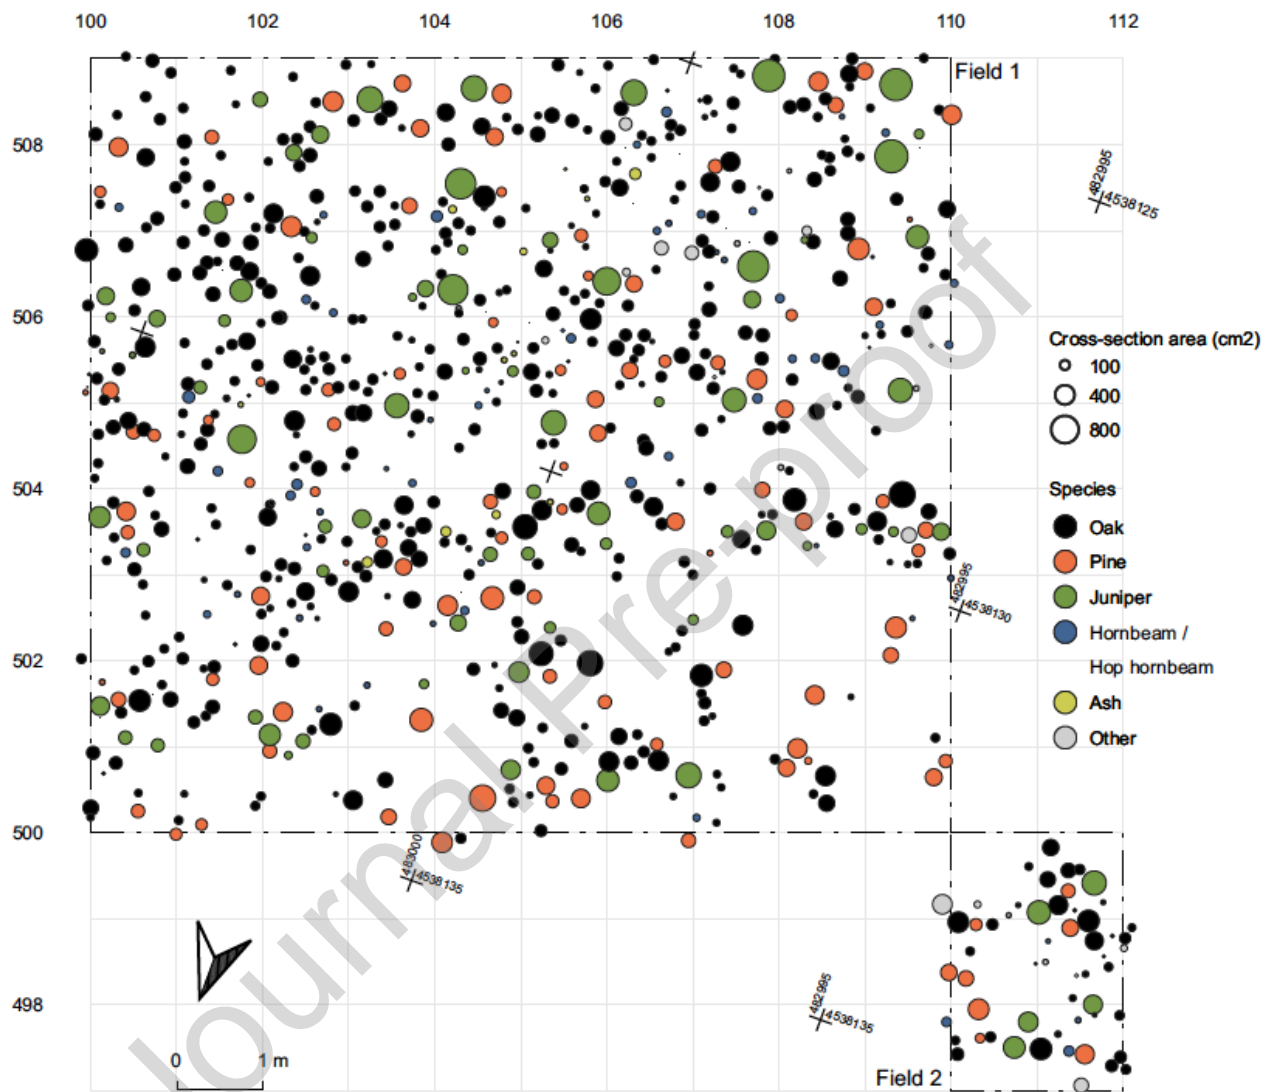 100 102 104 106 108 110 112
Field 1
508
482995
4538125
506
Cross-section area (cm2)
100
400
800
504
Species
Oak
Pine
Juniper
Hornbeam /
Hop hornbeam
Ash
Other
482995
4538130
502
500
483000
4538135
498
482995
4538135
0 1 m
Field 2
Journal Pre-proof